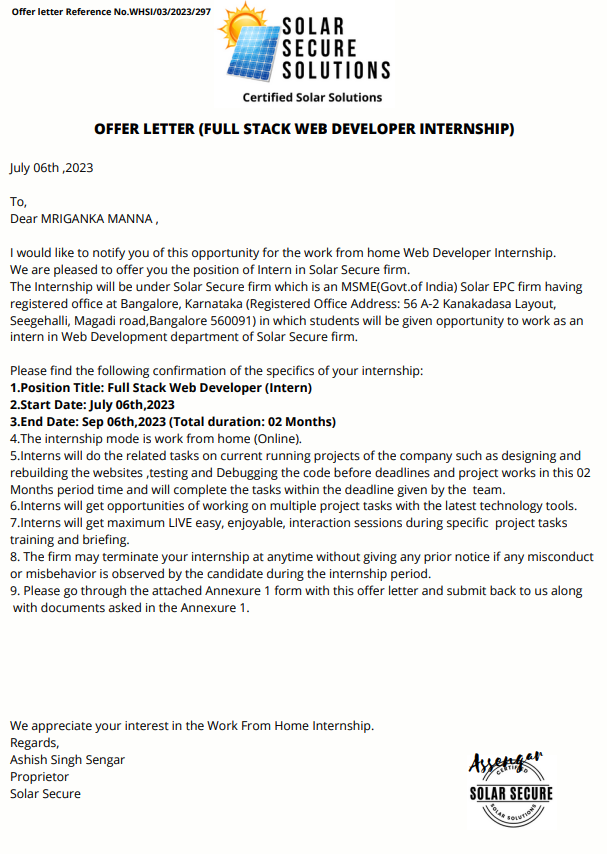 Offer letter Reference No.WHSI/03/2023/297
SOLAR
SECURE
SOLUTIONS
Certified Solar Solutions
OFFER LETTER (FULL STACK WEB DEVELOPER INTERNSHIP)
July 06th ,2023
To,
Dear MRIGANKA MANNA ,
I would like to notify you of this opportunity for the work from home Web Developer Internship.
We are pleased to offer you the position of Intern in Solar Secure firm.
The Internship will be under Solar Secure firm which is an MSME(Govt.of India) Solar EPC firm having
registered office at Bangalore, Karnataka (Registered Office Address: 56 A-2 Kanakadasa Layout,
Seegehalli, Magadi road,Bangalore 560091) in which students will be given opportunity to work as an
intern in Web Development department of Solar Secure firm.
Please find the following confirmation of the specifics of your internship:
1.Position Title: Full Stack Web Developer (Intern)
2.Start Date: July 06th,2023
3.End Date: Sep 06th,2023 (Total duration: 02 Months)
4.The internship mode is work from home (Online).
5.Interns will do the related tasks on current running projects of the company such as designing and
rebuilding the websites ,testing and Debugging the code before deadlines and project works in this 02
Months period time and will complete the tasks within the deadline given by the  team.
6.Interns will get opportunities of working on multiple project tasks with the latest technology tools.
7.Interns will get maximum LIVE easy, enjoyable, interaction sessions during specific  project tasks
training and briefing.
8. The firm may terminate your internship at anytime without giving any prior notice if any misconduct
or misbehavior is observed by the candidate during the internship period.
9. Please go through the attached Annexure 1 form with this offer letter and submit back to us along
with documents asked in the Annexure 1.
We appreciate your interest in the Work From Home Internship.
Regards,
Ashish Singh Sengar
Proprietor
Solar Secure
Assengar
CERTIFIED
SOLAR SECURE
SOLAR SOLUTIONS